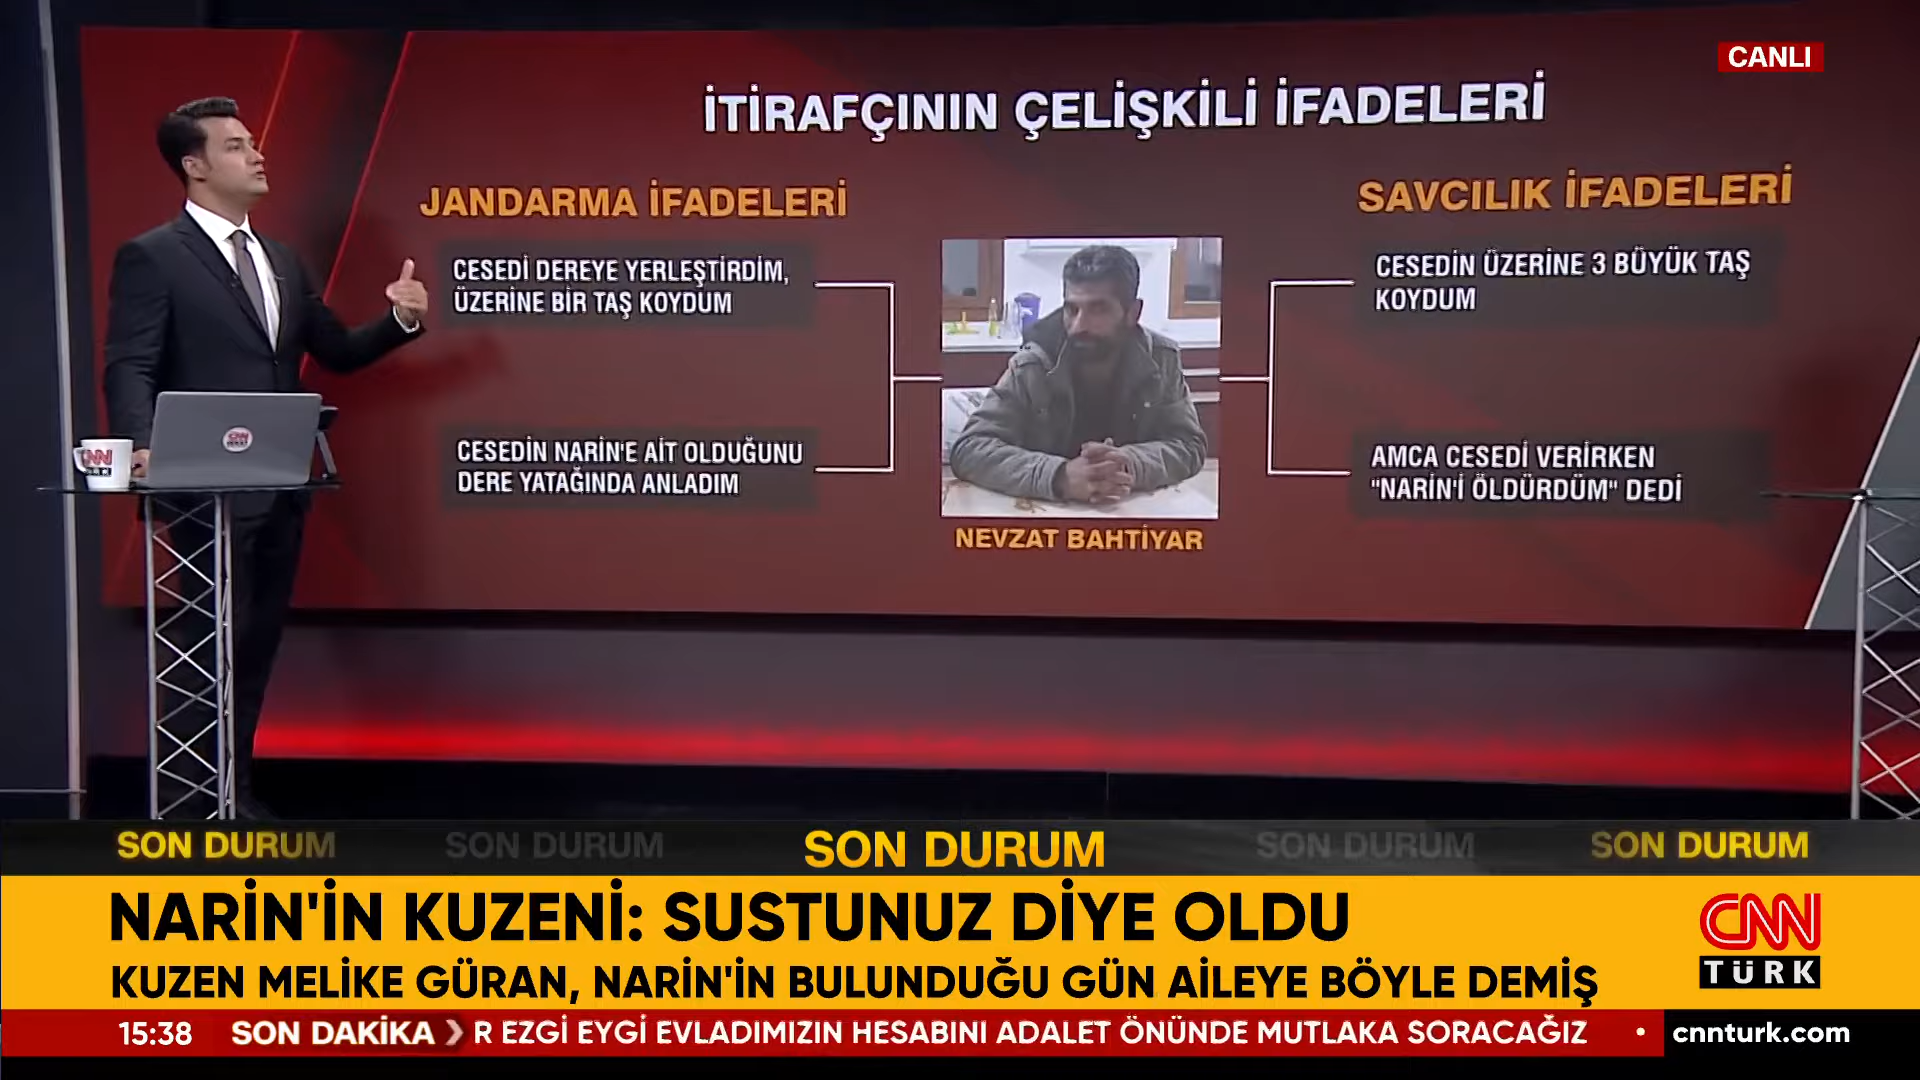 CANLI
İTİRAFÇININ ÇELİŞKİLİ İFADELERİ
JANDARMA İFADELERİ
CESEDİ DEREYE YERLEŞTİRDİM,
ÜZERİNE BİR TAŞ KOYDUM
CESEDİN NARİN'E AİT OLDUĞUNU
DERE YATAĞINDA ANLADIM
NEVZAT BAHTİYAR
SAVCILIK İFADELERİ
CESEDİN ÜZERİNE 3 BÜYÜK TAŞ
KOYDUM
AMCA CESEDİ VERİRKEN
"NARİN'İ ÖLDÜRDÜM" DEDİ
CNN
CNN
TÜRK
SON DURUM SON DURUM SON DURUM SON DURUM SON DURUM
NARİN'İN KUZENİ: SUSTUNUZ DİYE OLDU
KUZEN MELİKE GÜRAN, NARİN'İN BULUNDUĞU GÜN AİLEYE BÖYLE DEMİŞ
CNN
TÜRK
15:38 SON DAKİKA R EZGİ EYGİ EVLADIMIZIN HESABINI ADALET ÖNÜNDE MUTLAKA SORACAĞIZ • cnnturk.com